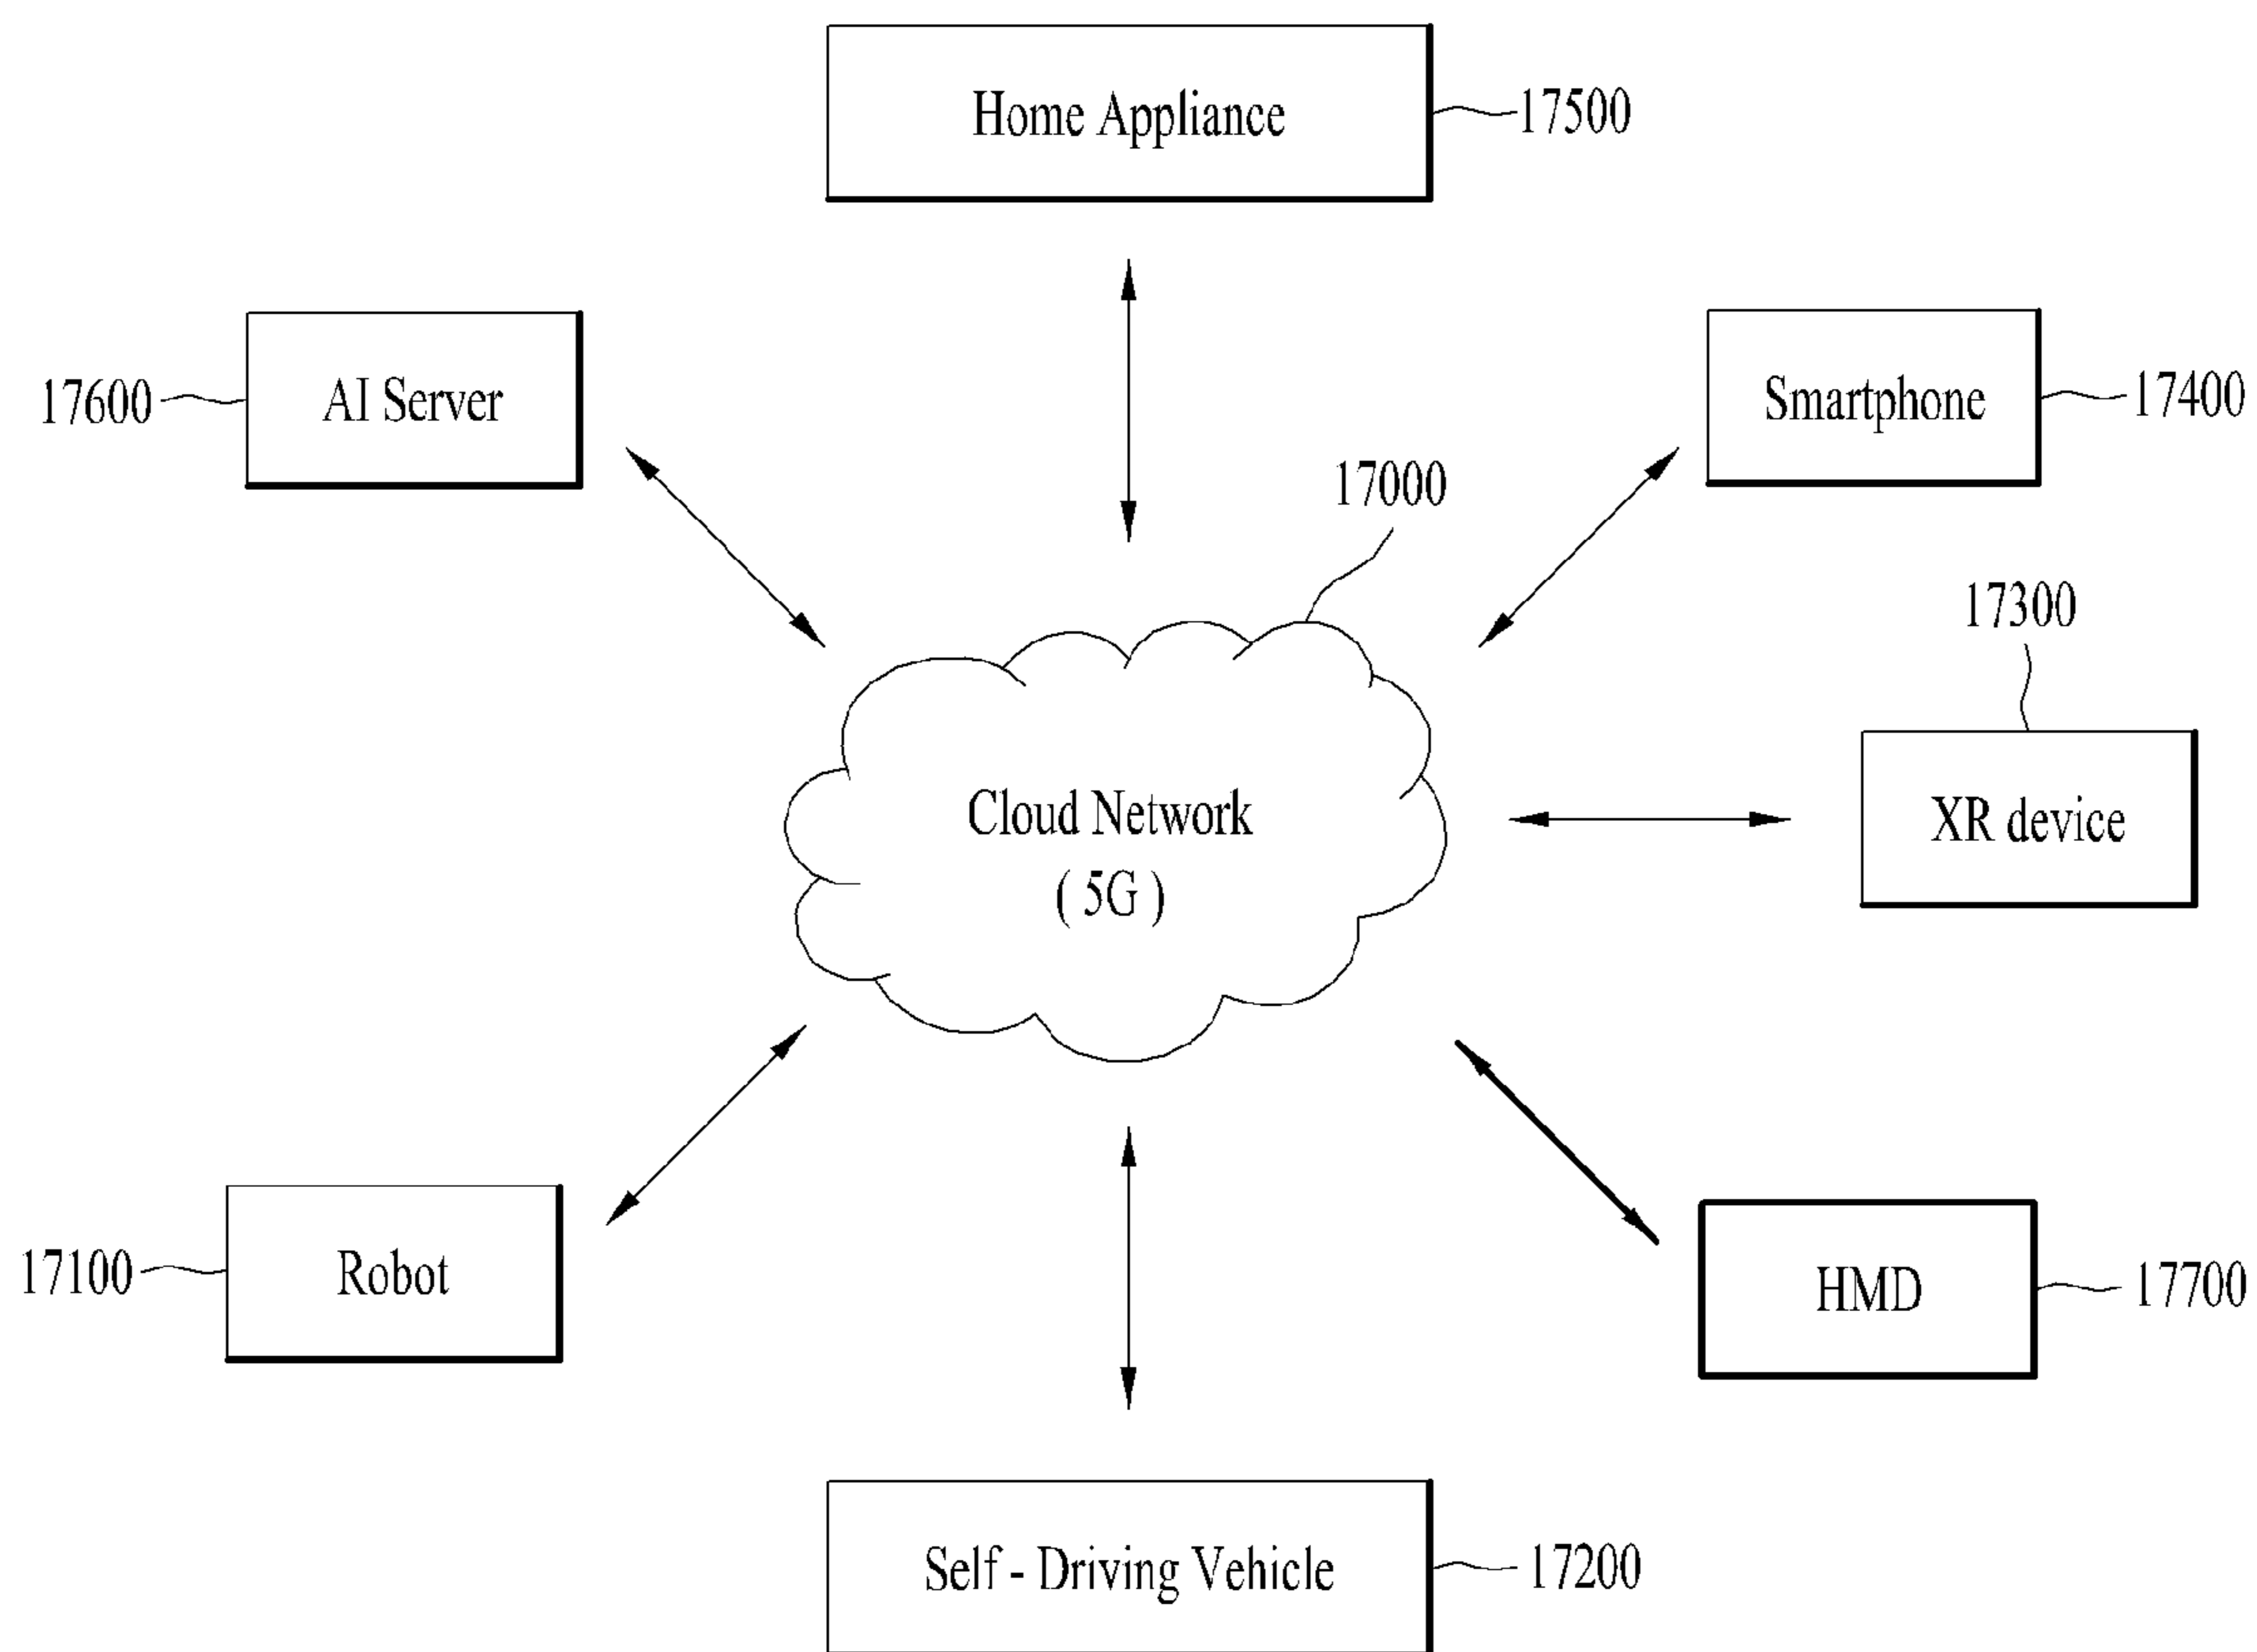 Home Appliance
17500
17600
AI Server
Smartphone
17400
17000
17300
Cloud Network
( 5G )
XR device
17100
Robot
HMD
17700
Self - Driving Vehicle
17200